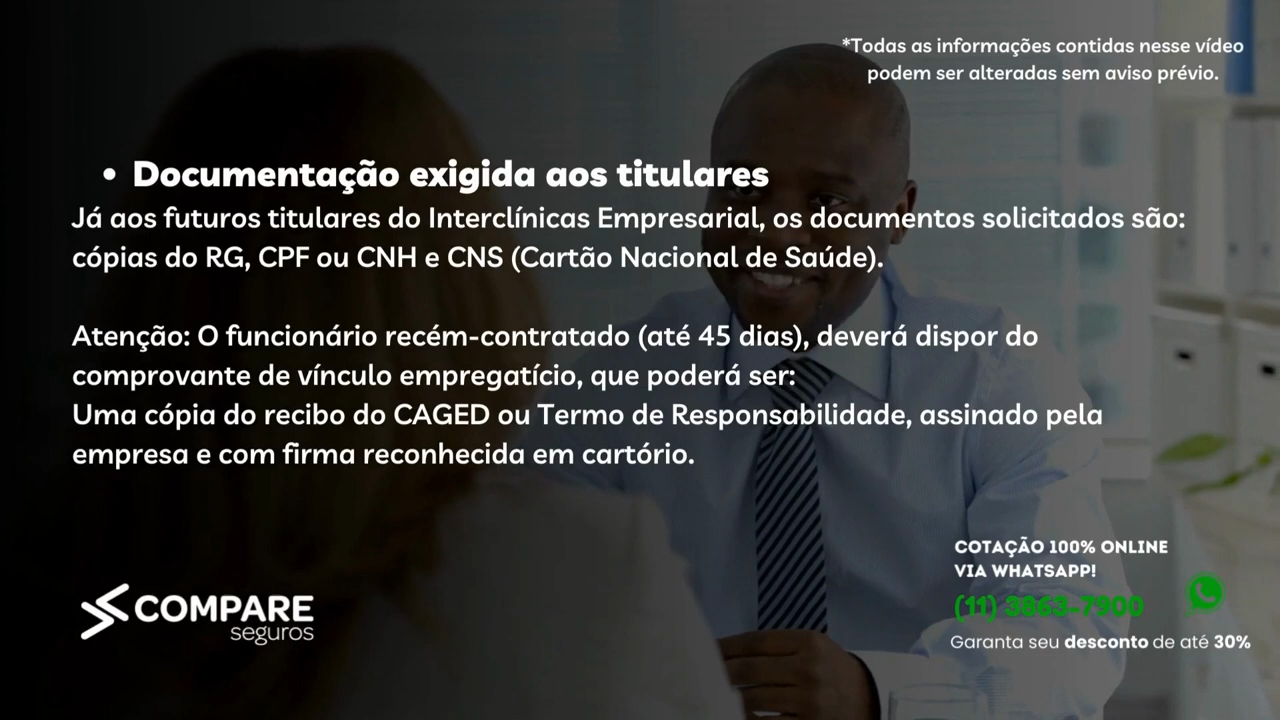 *Todas as informações contidas nesse vídeo
podem ser alteradas sem aviso prévio.
• Documentação exigida aos titulares
Já aos futuros titulares do Interclínicas Empresarial, os documentos solicitados são:
cópias do RG, CPF ou CNH e CNS (Cartão Nacional de Saúde).
Atenção: O funcionário recém-contratado (até 45 dias), deverá dispor do
comprovante de vínculo empregatício, que poderá ser:
Uma cópia do recibo do CAGED ou Termo de Responsabilidade, assinado pela
empresa e com firma reconhecida em cartório.
COTAÇÃO 100% ONLINE
VIA WHATSAPP!
(11) 3863-7900
Garanta seu desconto de até 30%
COMPARE
seguros